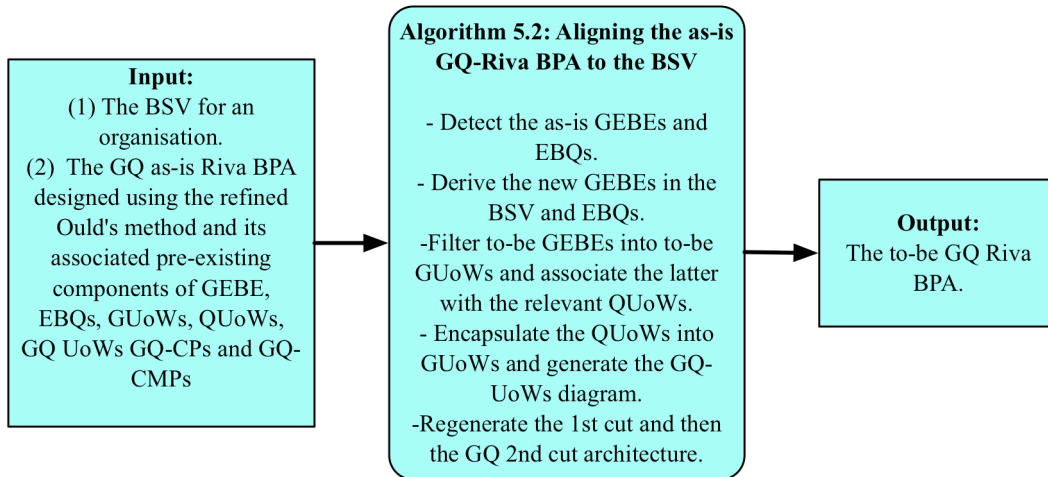 Input:
(1) The BSV for an
organisation.
(2)  The GQ as-is Riva BPA
designed using the refined
Ould's method and its
associated pre-existing
components of GEBE,
EBQs, GUoWs, QUoWs,
GQ UoWs GQ-CPs and GQ-
CMPs
Algorithm 5.2: Aligning the as-is
GQ-Riva BPA to the BSV
- Detect the as-is GEBEs and
EBQs.
- Derive the new GEBEs in the
BSV and EBQs.
-Filter to-be GEBEs into to-be
GUoWs and associate the latter
with the relevant QUoWs.
- Encapsulate the QUoWs into
GUoWs and generate the GQ-
UoWs diagram.
-Regenerate the 1st cut and then
the GQ 2nd cut architecture.
Output:
The to-be GQ Riva
BPA.